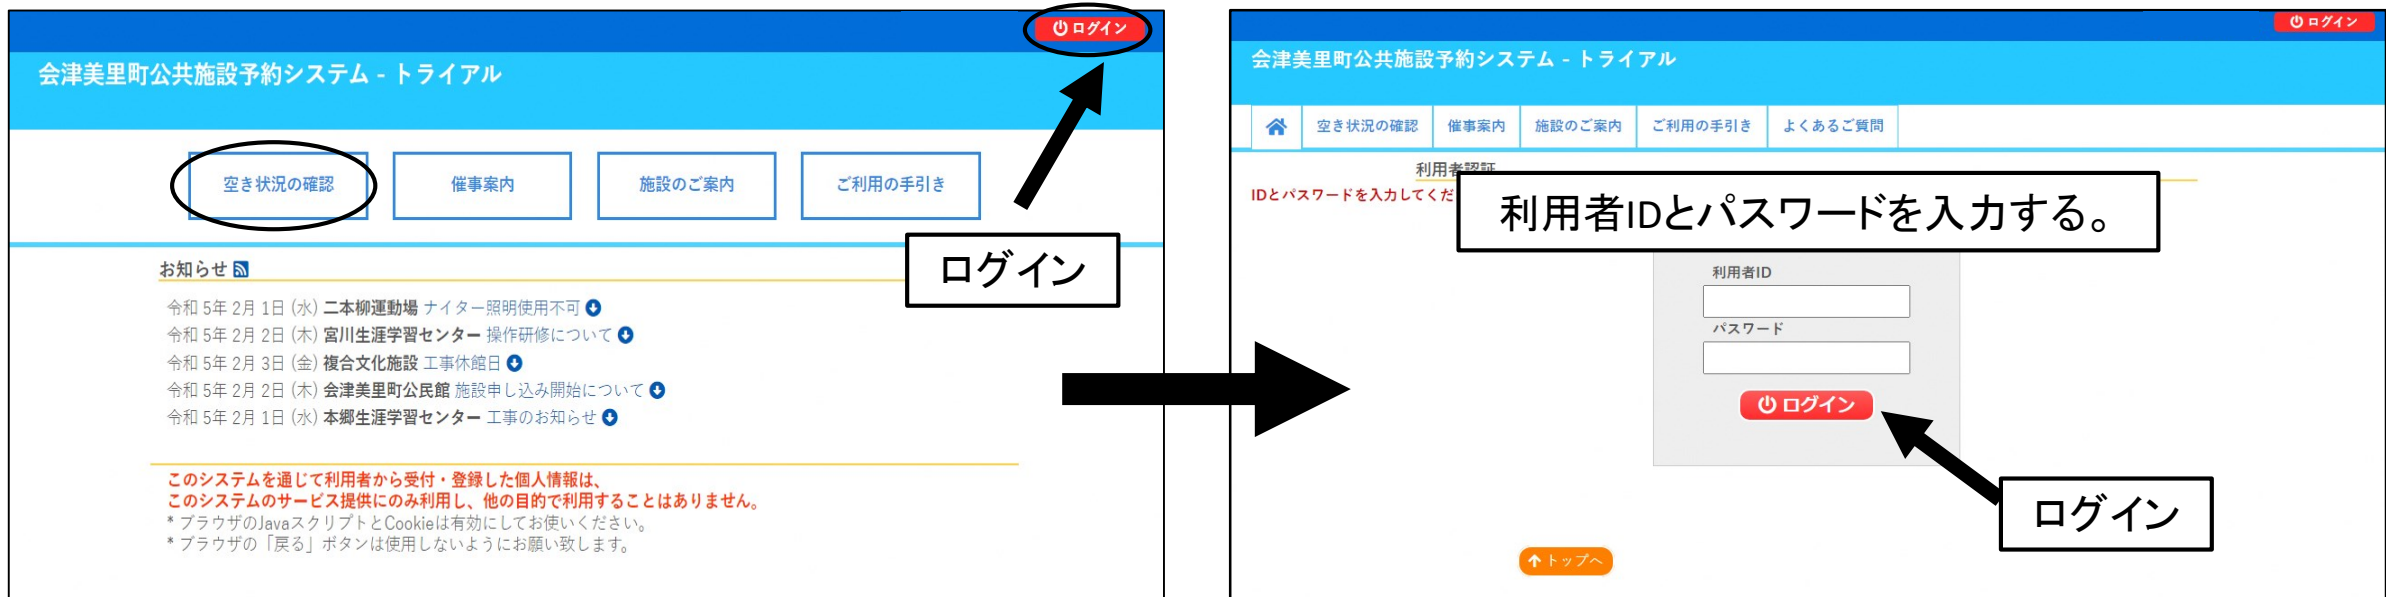 ログイン
会津美里町公共施設予約システム - トライアル
空き状況の確認
催事案内
施設のご案内
ご利用の手引き
ログイン
お知らせ
令和 5年 2月 1日 (水) 二本柳運動場 ナイター照明使用不可
令和 5年 2月 2日 (木) 宮川生涯学習センター 操作研修について
令和 5年 2月 3日 (金) 複合文化施設 工事休館日
令和 5年 2月 2日 (木) 会津美里町公民館 施設申し込み開始について
令和 5年 2月 1日 (水) 本郷生涯学習センター 工事のお知らせ
このシステムを通じて利用者から受付・登録した個人情報は、
このシステムのサービス提供にのみ利用し、他の目的で利用することはありません。
* ブラウザのJavaスクリプトとCookieは有効にしてお使いください。
* ブラウザの「戻る」ボタンは使用しないようにお願い致します。
ログイン
会津美里町公共施設予約システム - トライアル
空き状況の確認
催事案内
施設のご案内
ご利用の手引き
よくあるご質問
利用者認証
IDとパスワードを入力してくだ
利用者IDとパスワードを入力する。
利用者ID
パスワード
ログイン
ログイン
トップへ